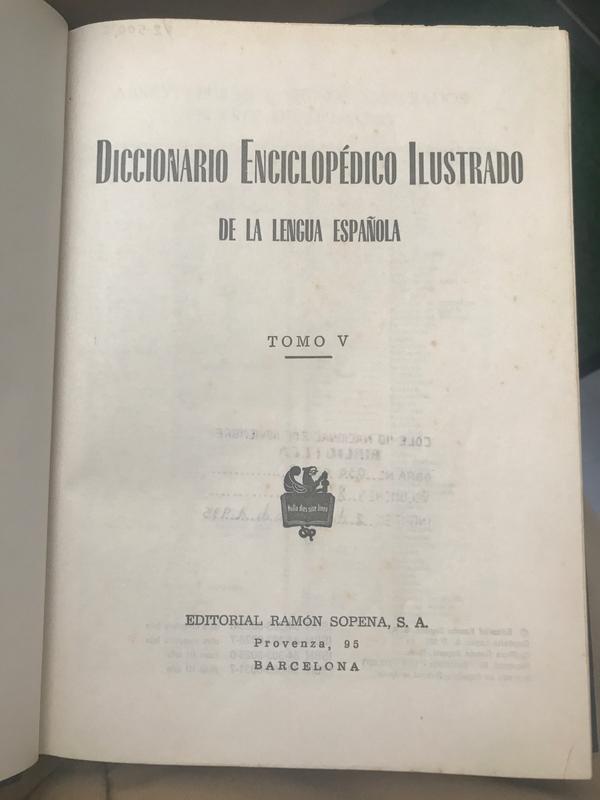 DICCIONARIO ENCICLOPÉDICO ILUSTRADO
DE LA LENGUA ESPAÑOLA
TOMO V
Nulla dies sine linea
EDITORIAL RAMÓN SOPENA, S. A.
Provenza, 95
BARCELONA